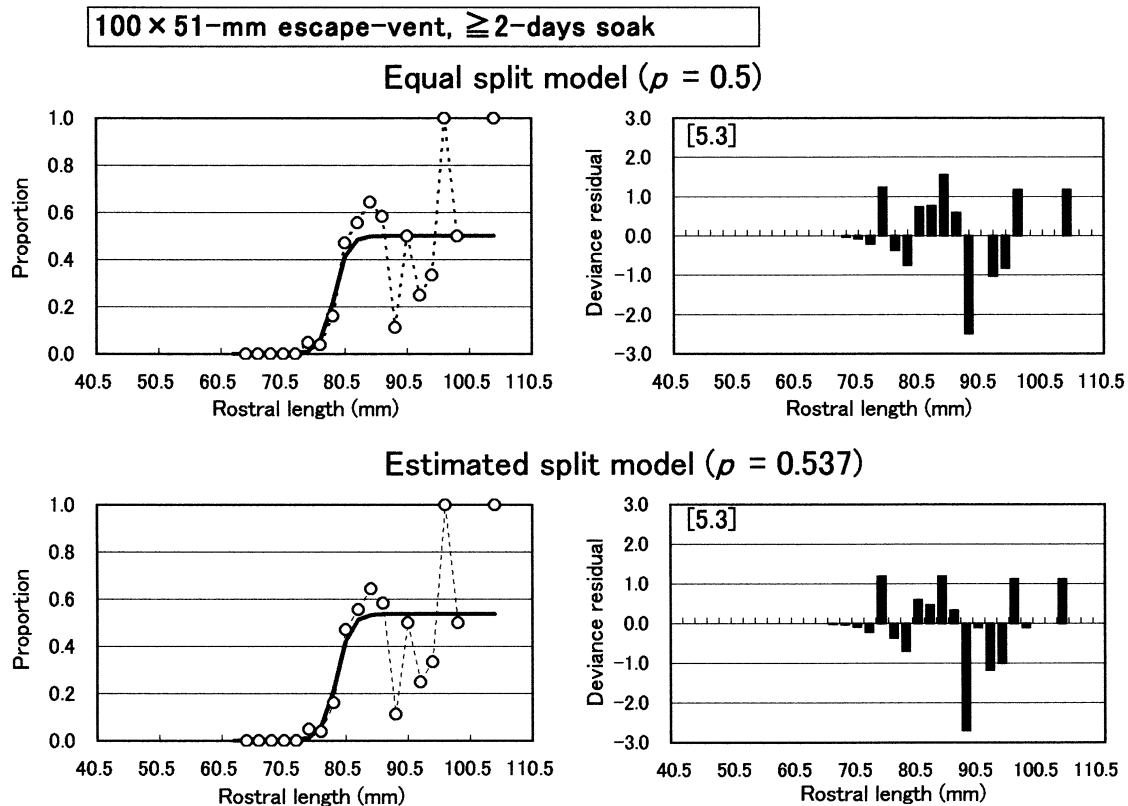 100 × 51-mm escape-vent, ≧2-days soak
Equal split model (p = 0.5)
Proportion
1.0
0.8
0.6
0.4
0.2
0.0
40.5 50.5 60.5 70.5 80.5 90.5 100.5 110.5
Rostral length (mm)
Deviance residual
[5.3]
3.0
2.0
1.0
0.0
-1.0
-2.0
-3.0
40.5 50.5 60.5 70.5 80.5 90.5 100.5 110.5
Rostral length (mm)
Estimated split model (p = 0.537)
Proportion
1.0
0.8
0.6
0.4
0.2
0.0
40.5 50.5 60.5 70.5 80.5 90.5 100.5 110.5
Rostral length (mm)
Deviance residual
[5.3]
3.0
2.0
1.0
0.0
-1.0
-2.0
-3.0
40.5 50.5 60.5 70.5 80.5 90.5 100.5 110.5
Rostral length (mm)